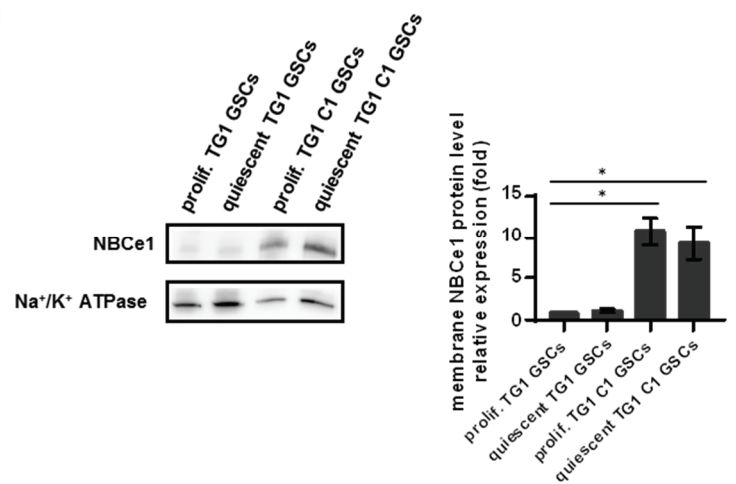 prolif. TG1 GSCs
quiescent TG1 GSCs
prolif. TG1 C1 GSCs
quiescent TG1 C1 GSCs
NBCe1
Na⁺/K⁺ ATPase
membrane NBCe1 protein level
relative expression (fold)
*
*
15
10
5
0
prolif. TG1 GSCs
quiescent TG1 GSCs
prolif. TG1 C1 GSCs
quiescent TG1 C1 GSCs